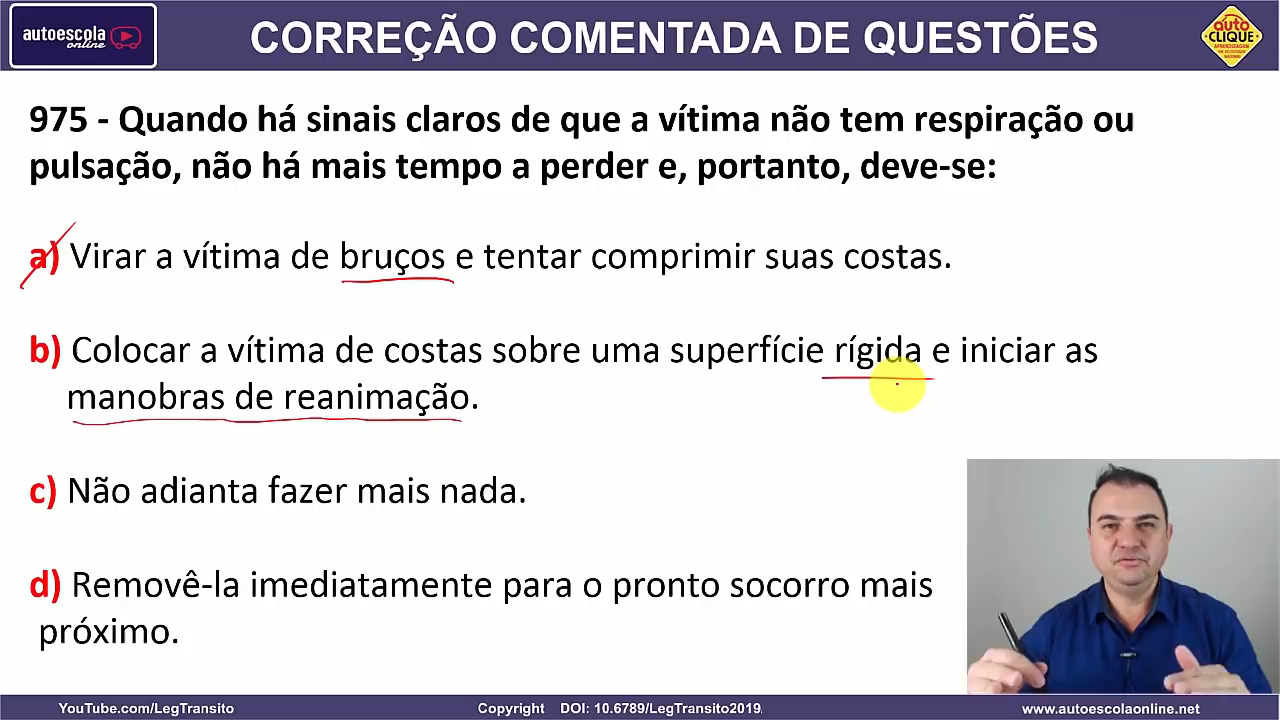 autoescola
online
CORREÇÃO COMENTADA DE QUESTÕES
auto
CLIQUE
975 - Quando há sinais claros de que a vítima não tem respiração ou
pulsação, não há mais tempo a perder e, portanto, deve-se:
a) Virar a vítima de bruços e tentar comprimir suas costas.
b) Colocar a vítima de costas sobre uma superfície rígida e iniciar as
manobras de reanimação.
c) Não adianta fazer mais nada.
d) Removê-la imediatamente para o pronto socorro mais
próximo.
YouTube.com/LegTransito
Copyright DOI: 10.6789/LegTransito2019
www.autoescolaonline.net